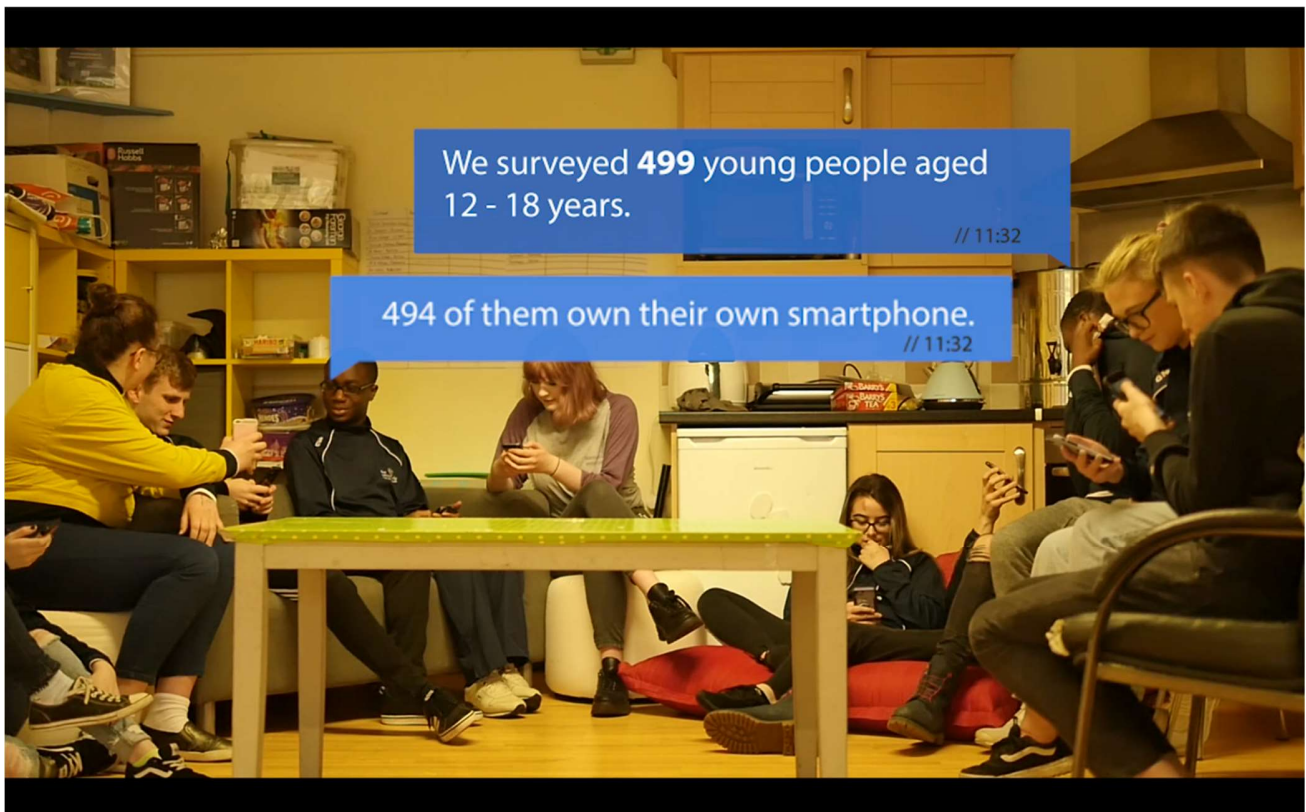 Russell
Hobbs
We surveyed 499 young people aged
12 - 18 years.
// 11:32
494 of them own their own smartphone.
// 11:32
BARRY'S
TEA